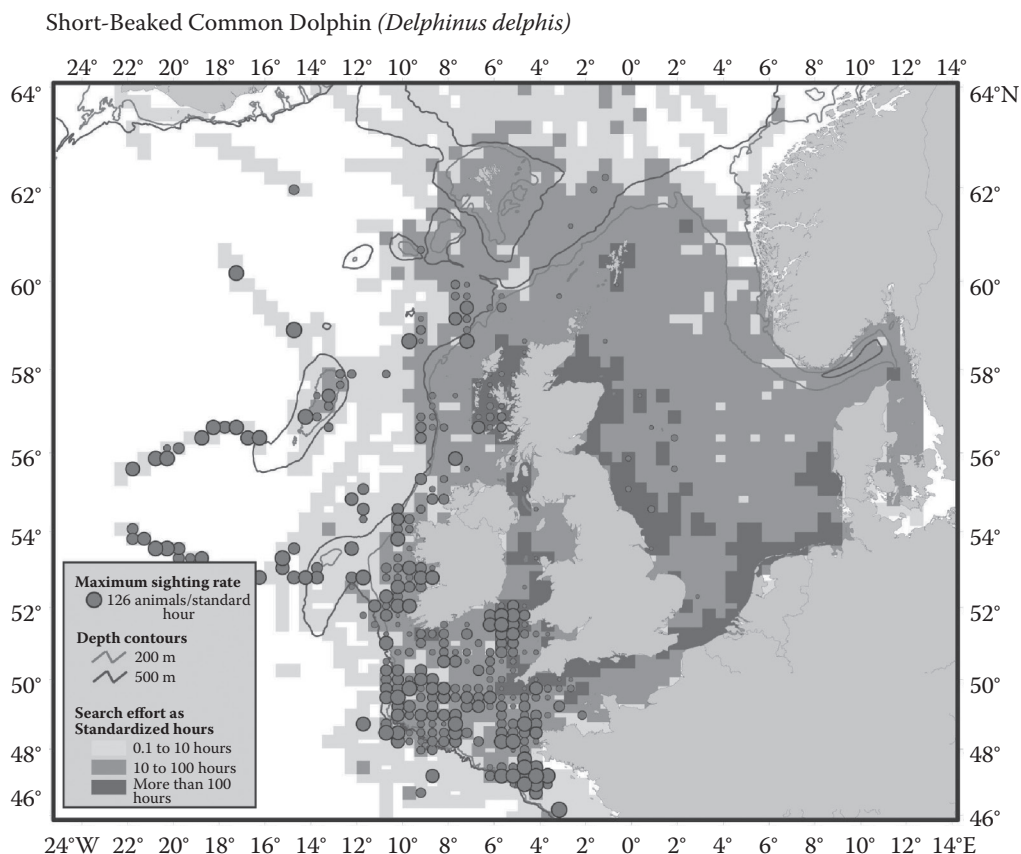 Short-Beaked Common Dolphin (Delphinus delphis)
24° 22° 20° 18° 16° 14° 12° 10° 8° 6° 4° 2° 0° 2° 4° 6° 8° 10° 12° 14°
64° 64°N
62° 62°
60° 60°
58° 58°
56° 56°
54° 54°
Maximum sighting rate
126 animals/standard
hour
52° 52°
Depth contours
200 m
500 m
50° 50°
Search effort as
Standardized hours
0.1 to 10 hours
48° 48°
10 to 100 hours
More than 100
hours
46° 46°
24°W 22 20 18 16 14 12 10 8 6 4 2 0 2 4 6 8 10 12 14°E